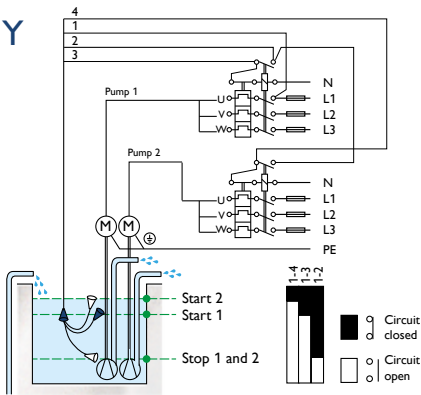 Y
4
1
2
3
N
Pump 1
U
L1
V
L2
W
L3
Pump 2
N
U
L1
V
L2
W
L3
M
M
PE
1-4
1-3
1-2
Start 2
Start 1
Stop 1 and 2
Circuit
closed
Circuit
open